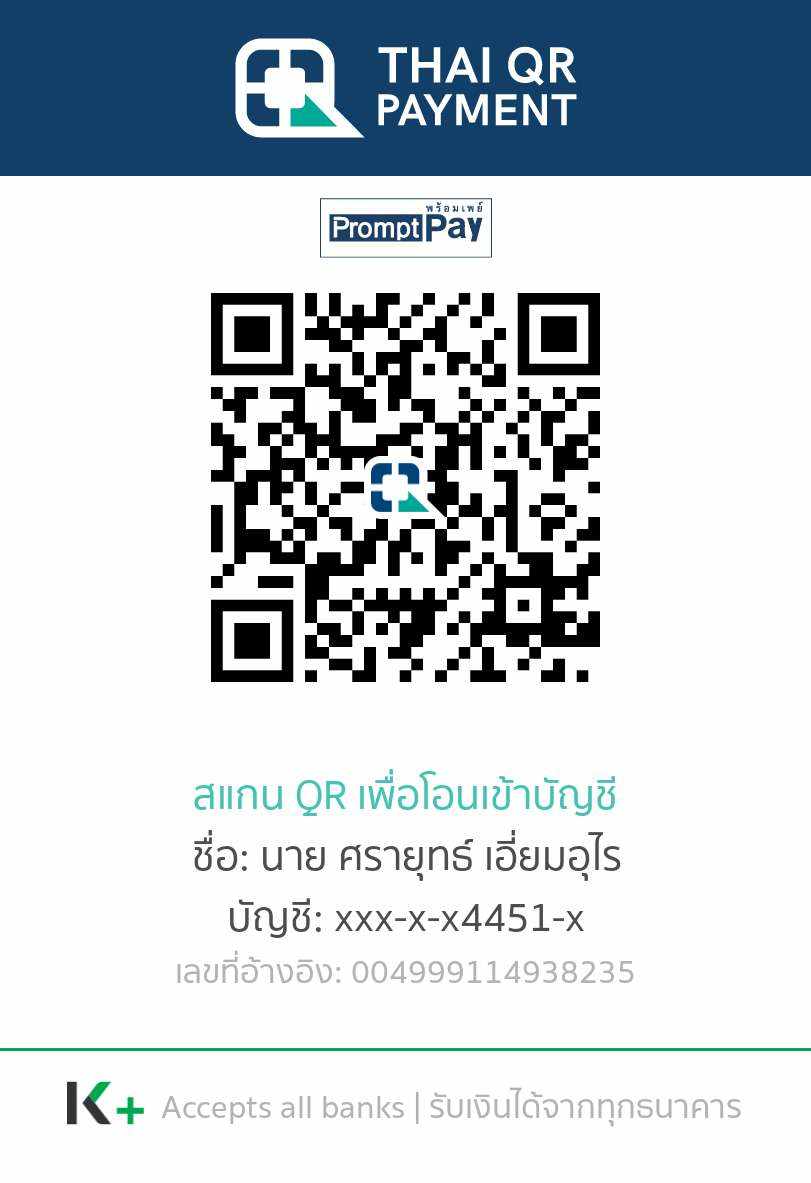 THAI QR
PAYMENT
พร้อมเพย์
PromptPay
สแกน QR เพื่อโอนเข้าบัญชี
ชื่อ: นาย ศรายุทธ์ เอี่ยมอุไร
บัญชี: xxx-x-x4451-x
เลขที่อ้างอิง: 004999114938235
K+ Accepts all banks | รับเงินได้จากทุกธนาคาร